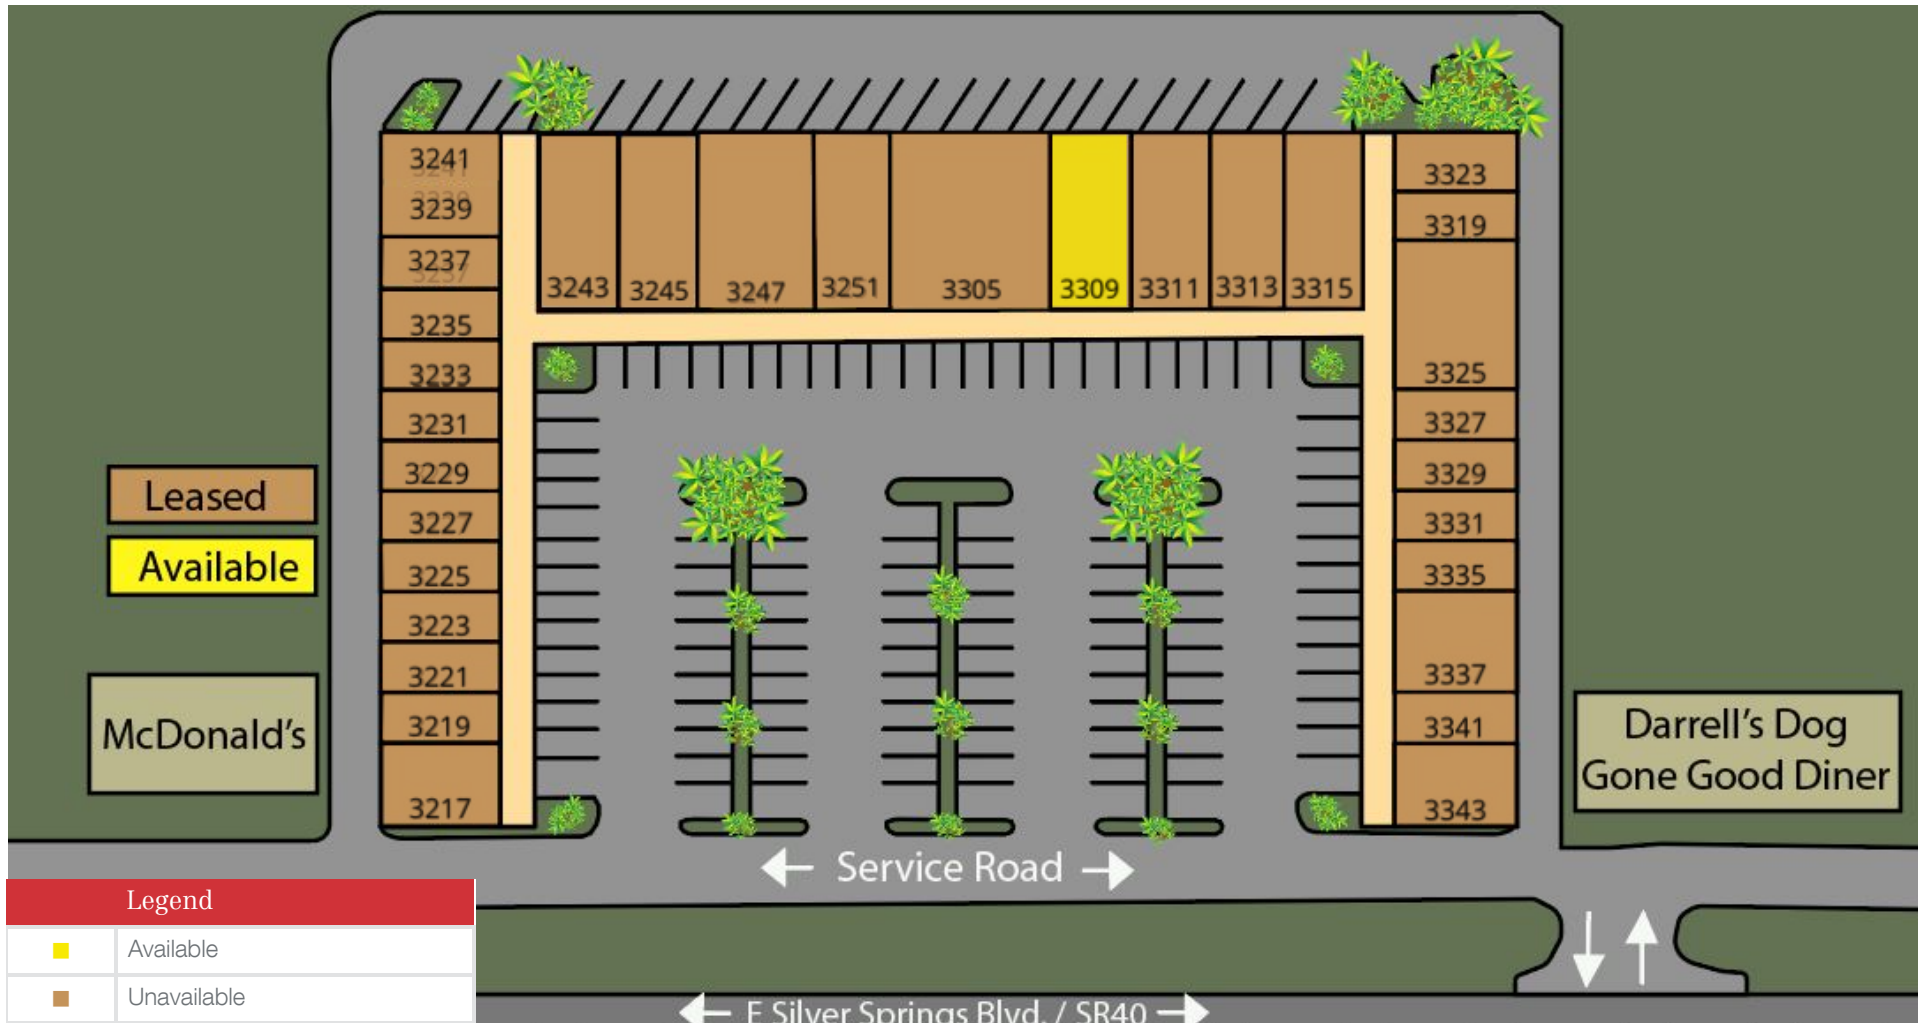 3241
3239
3237
3235
3233
3231
3229
3227
3225
3223
3221
3219
3217
3243 3245 3247 3251 3305 3309 3311 3313 3315
3323
3319
3325
3327
3329
3331
3335
3337
3341
3343
Leased
Available
McDonald's
Darrell's Dog
Gone Good Diner
Service Road
Legend
Available
Unavailable
E Silver Springs Blvd. / SR40